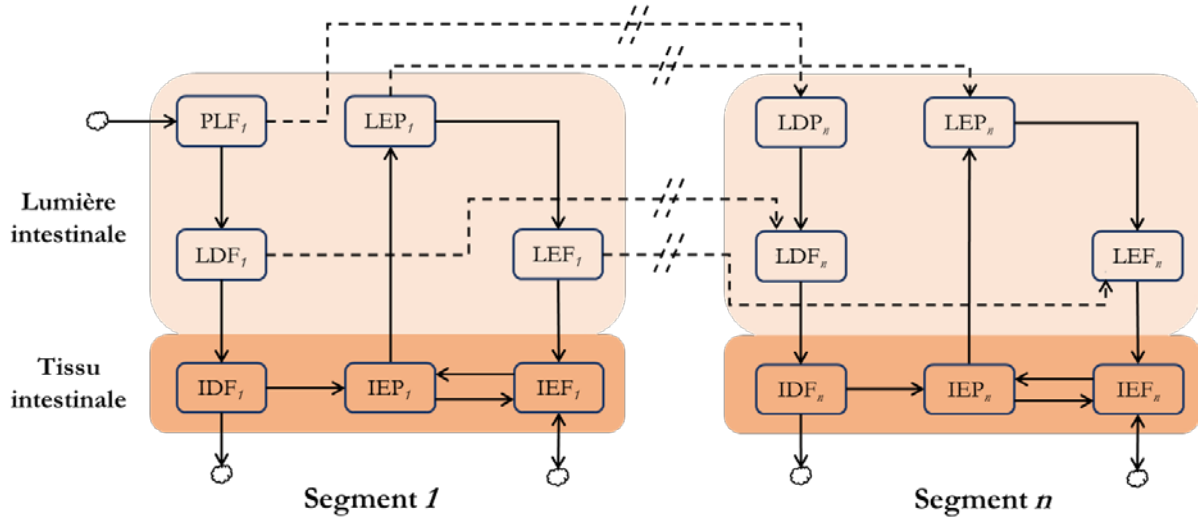 PLF1 LEP1 LDPn LEPn
Lumière
intestinale
LDF1 LEF1 LDFn LEFn
Tissu
intestinale
IDF1 IEP1 IEF1 IDFn IEPn IEFn
Segment 1 Segment n